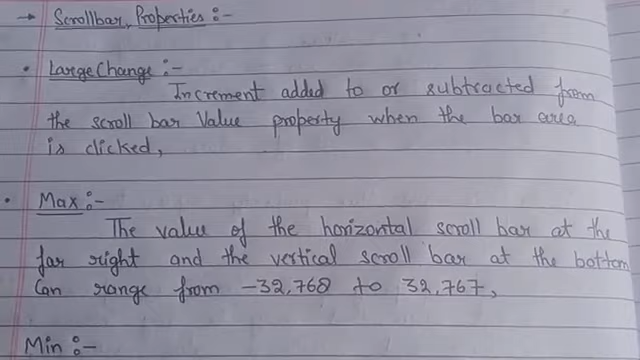 → Scrollbar, Properties :-
• LargeChange :-
Increment added to or subtracted from
the scroll bar Value property when the bar area
is clicked,
• Max :-
The value of the horizontal scroll bar at the
far right and the vertical scroll bar at the bottom
Can range from -32,768 to 32,767,
Min :-